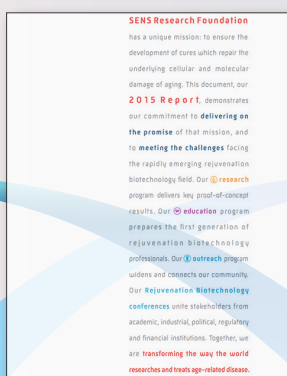 SENS Research Foundation
has a unique mission: to ensure the
development of cures which repair the
underlying cellular and molecular
damage of aging. This document, our
2015 Report, demonstrates
our commitment to delivering on
the promise of that mission, and
to meeting the challenges facing
the rapidly emerging rejuvenation
biotechnology field. Our research
program delivers key proof-of-concept
results. Our education program
prepares the first generation of
rejuvenation biotechnology
professionals. Our outreach program
widens and connects our community.
Our Rejuvenation Biotechnology
conferences unite stakeholders from
academic, industrial, political, regulatory
and financial institutions. Together, we
are transforming the way the world
researches and treats age-related disease.